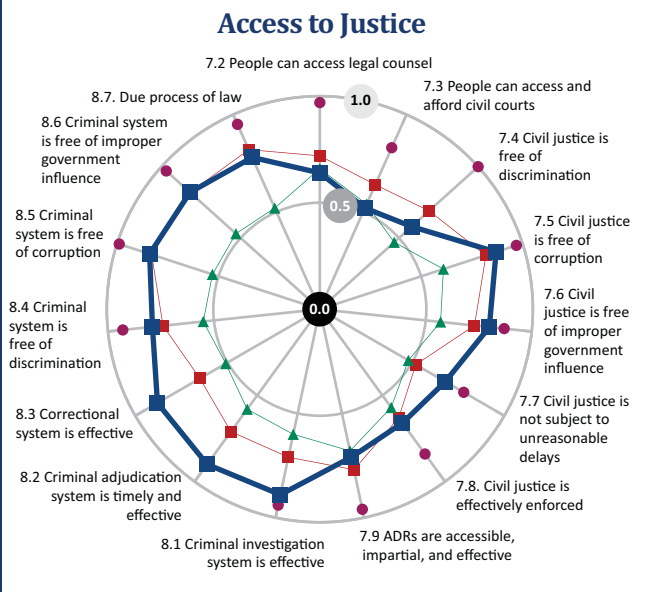 Access to Justice
7.2 People can access legal counsel
1.0
7.3 People can access and
afford civil courts
7.4 Civil justice is
free of
discrimination
7.5 Civil justice
is free of
corruption
7.6 Civil
justice is free
of improper
government
influence
7.7 Civil justice is
not subject to
unreasonable
delays
7.8. Civil justice is
effectively enforced
7.9 ADRs are accessible,
impartial, and effective
8.1 Criminal investigation
system is effective
8.2 Criminal adjudication
system is timely and
effective
8.3 Correctional
system is effective
8.4 Criminal
system is
free of
discrimination
8.5 Criminal
system is free
of corruption
8.6 Criminal system
is free of improper
government
influence
8.7. Due process of law
0.5
0.0